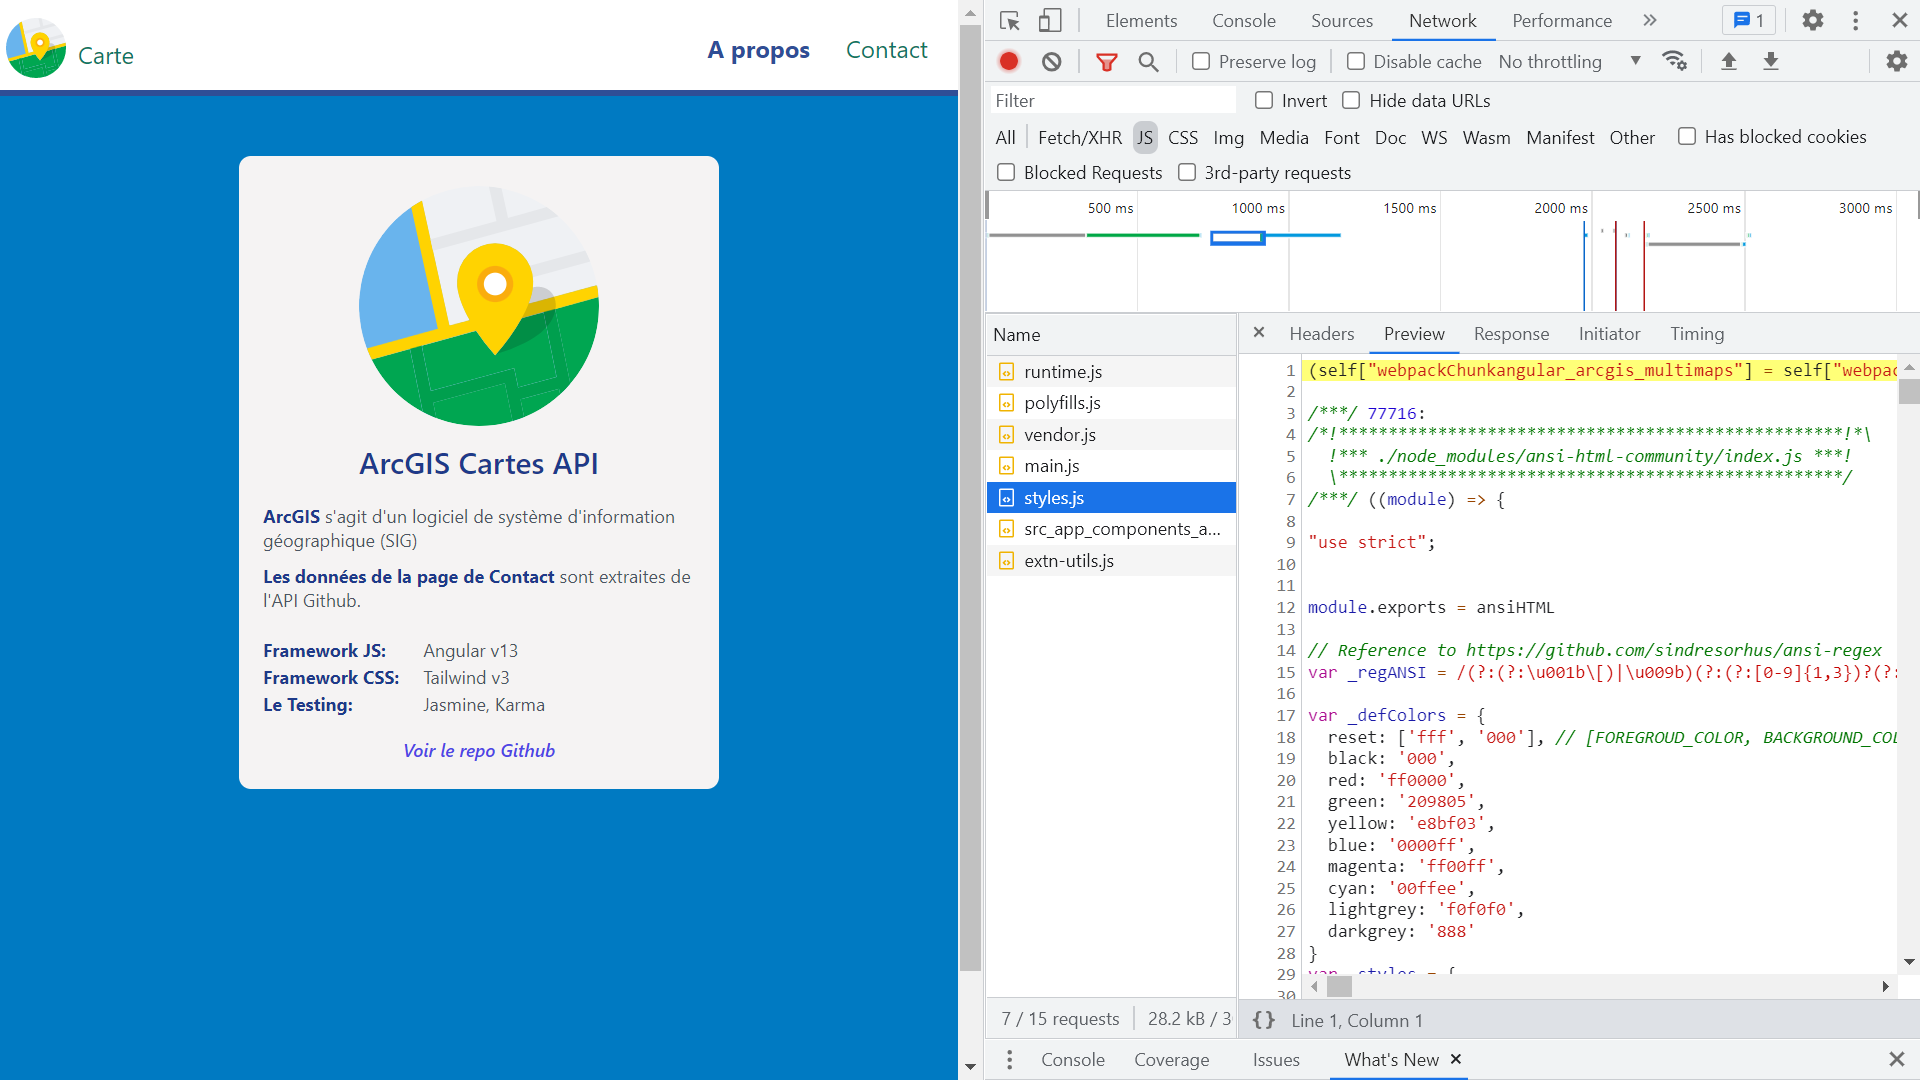 Carte
A propos
Contact
ArcGIS Cartes API
ArcGIS s'agit d'un logiciel de système d'information
géographique (SIG)
Les données de la page de Contact sont extraites de
l'API Github.
Framework JS: Angular v13
Framework CSS: Tailwind v3
Le Testing: Jasmine, Karma
Voir le repo Github
Elements Console Sources Network Performance 1
Preserve log Disable cache No throttling
Filter Invert Hide data URLs
All Fetch/XHR JS CSS Img Media Font Doc WS Wasm Manifest Other Has blocked cookies
Blocked Requests 3rd-party requests
500 ms 1000 ms 1500 ms 2000 ms 2500 ms 3000 ms
Name
runtime.js
polyfills.js
vendor.js
main.js
styles.js
src_app_components_a...
extn-utils.js
7 / 15 requests 28.2 kB / 3
Headers Preview Response Initiator Timing
1 (self["webpackChunkangular_arcgis_multimaps"] = self["webpac
2
3 /***/ 77716:
4 /*!***************************************************!*\
5 !*** ./node_modules/ansi-html-community/index.js ***!
6 \***************************************************/
7 /***/ ((module) => {
8
9 "use strict";
10
11
12 module.exports = ansiHTML
13
14 // Reference to https://github.com/sindresorhus/ansi-regex
15 var _regANSI = /(?:(?:\u001b\[)|\u009b)(?:(?:[0-9]{1,3})?(?:
16
17 var _defColors = {
18 reset: ['fff', '000'], // [FOREGROUD_COLOR, BACKGROUND_COL
19 black: '000',
20 red: 'ff0000',
21 green: '209805',
22 yellow: 'e8bf03',
23 blue: '0000ff',
24 magenta: 'ff00ff',
25 cyan: '00ffee',
26 lightgrey: 'f0f0f0',
27 darkgrey: '888'
28 }
29 var _styles = {
30
{} Line 1, Column 1
Console Coverage Issues What's New